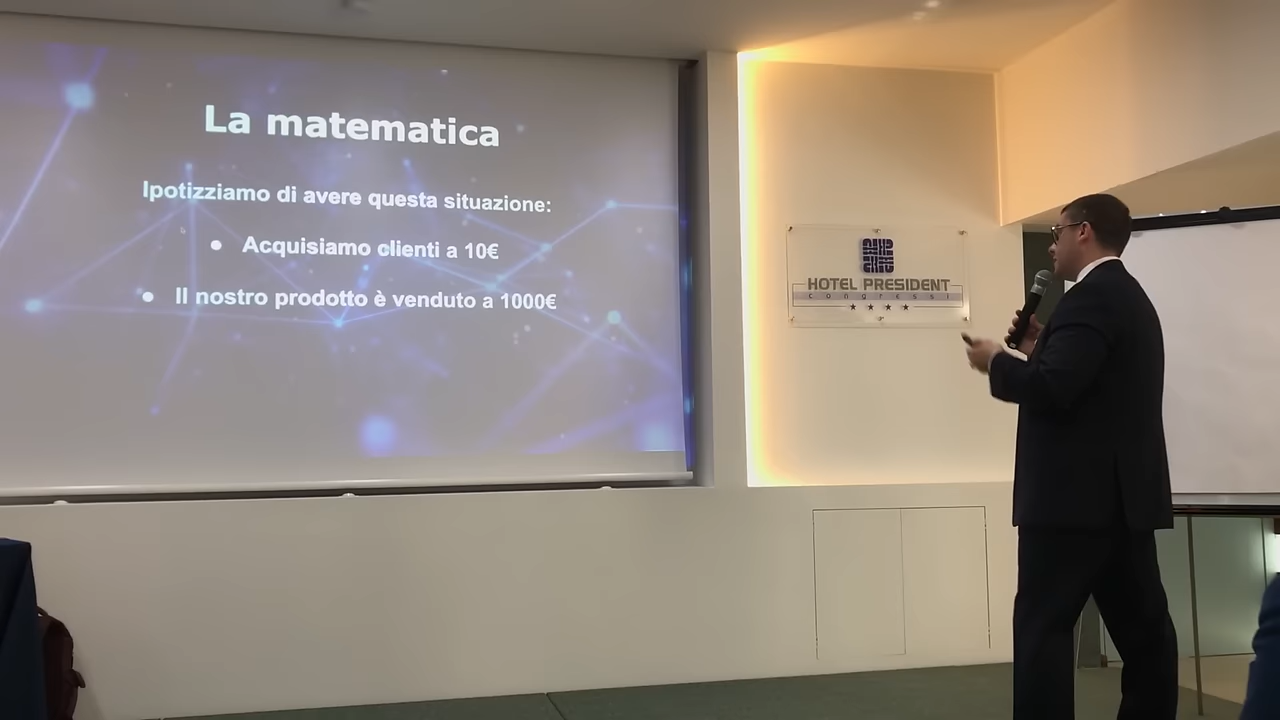 La matematica
Ipotizziamo di avere questa situazione:
● Acquisiamo clienti a 10€
● Il nostro prodotto è venduto a 1000€
HOTEL PRESIDENT
congressi
★ ★ ★ ★